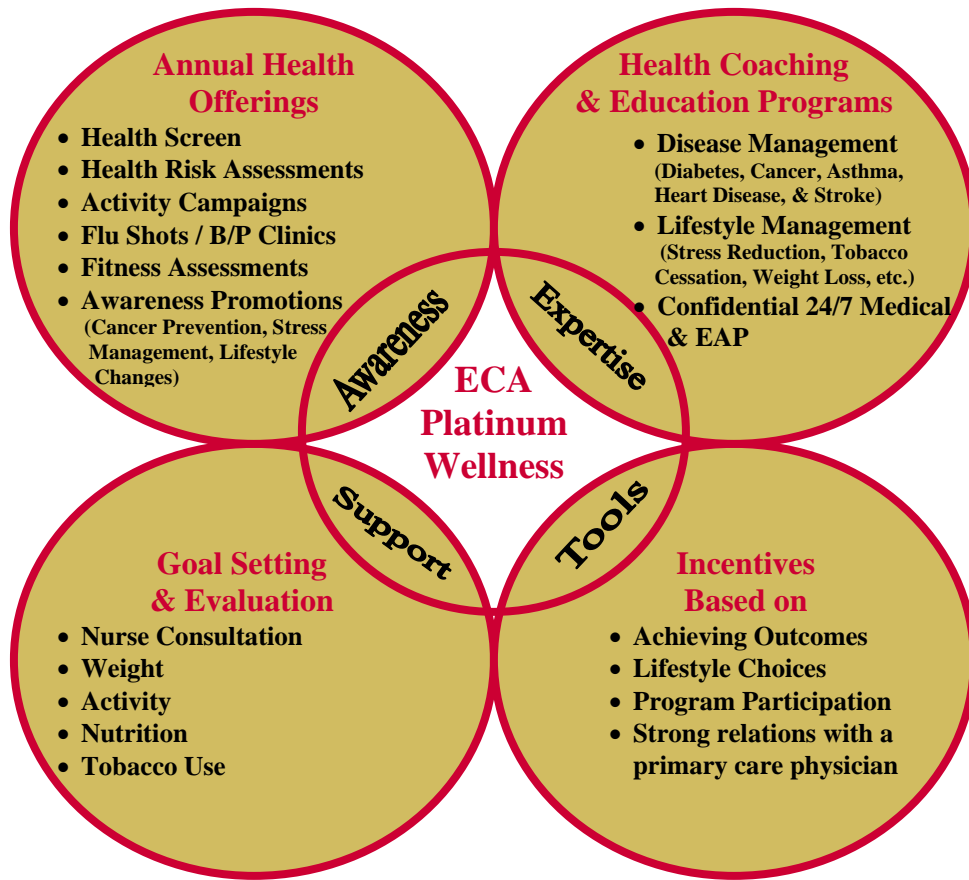 Annual Health
Offerings
• Health Screen
• Health Risk Assessments
• Activity Campaigns
• Flu Shots / B/P Clinics
• Fitness Assessments
• Awareness Promotions
(Cancer Prevention, Stress
Management, Lifestyle
Changes)
Health Coaching
& Education Programs
• Disease Management
(Diabetes, Cancer, Asthma,
Heart Disease, & Stroke)
• Lifestyle Management
(Stress Reduction, Tobacco
Cessation, Weight Loss, etc.)
• Confidential 24/7 Medical
& EAP
Awareness
Expertise
ECA
Platinum
Wellness
Support
Tools
Goal Setting
& Evaluation
• Nurse Consultation
• Weight
• Activity
• Nutrition
• Tobacco Use
Incentives
Based on
• Achieving Outcomes
• Lifestyle Choices
• Program Participation
• Strong relations with a
primary care physician